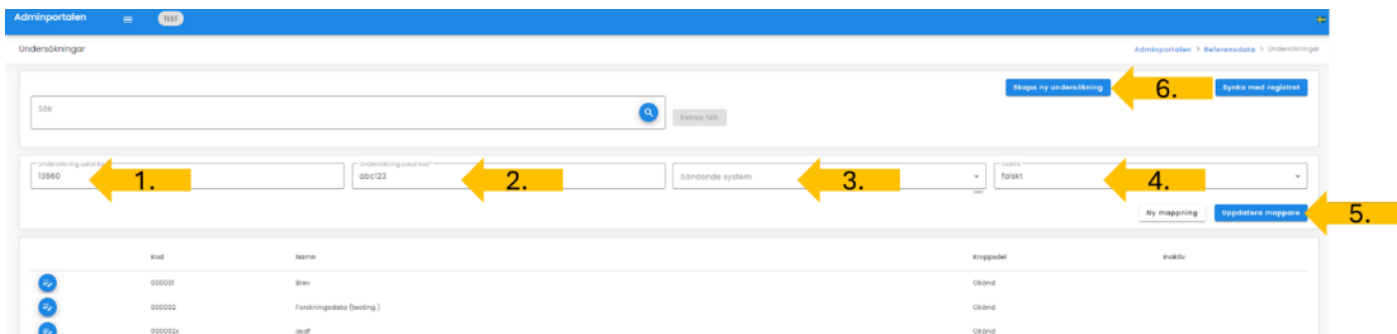 Adminportalen TEST
Undersökningar Adminportalen > Referensdata > Undersökningar
Skapa ny undersökning 6. Synka med registret
Sök
Rensa fält
Undersökning Lokal
13860 1.
Undersökning Lokal kod*
abc123 2.
Sändande system 3.
Inaktiv
falskt 4.
Ny mappning Uppdatera mappare 5.
Kod Namn Kroppsdel Inaktiv
000001 Brev Okänd
000002 Forskningsdata (testing ) Okänd
000002x asdf Okänd